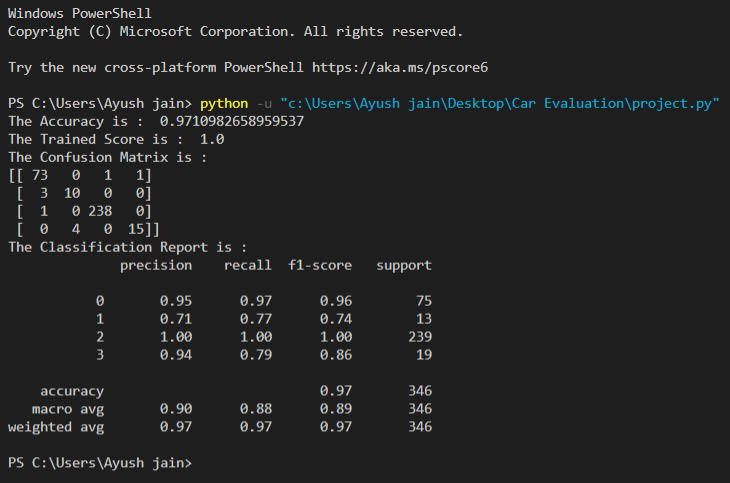 Windows PowerShell
Copyright (C) Microsoft Corporation. All rights reserved.
Try the new cross-platform PowerShell https://aka.ms/pscore6
PS C:\Users\Ayush jain> python -u "c:\Users\Ayush jain\Desktop\Car Evaluation\project.py"
The Accuracy is :  0.9710982658959537
The Trained Score is :  1.0
The Confusion Matrix is :
[[ 73   0   1   1]
 [  3  10   0   0]
 [  1   0 238   0]
 [  0   4   0  15]]
The Classification Report is :
              precision    recall  f1-score   support
           0       0.95      0.97      0.96        75
           1       0.71      0.77      0.74        13
           2       1.00      1.00      1.00       239
           3       0.94      0.79      0.86        19
    accuracy                           0.97       346
   macro avg       0.90      0.88      0.89       346
weighted avg       0.97      0.97      0.97       346
PS C:\Users\Ayush jain>